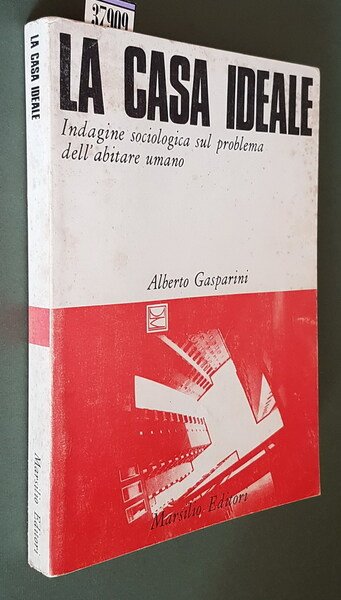 37909
LA CASA IDEALE
Indagine sociologica sul problema
dell'abitare umano
Alberto Gasparini
Marsilio Editori
LA CASA IDEALE
Marsilio Editori